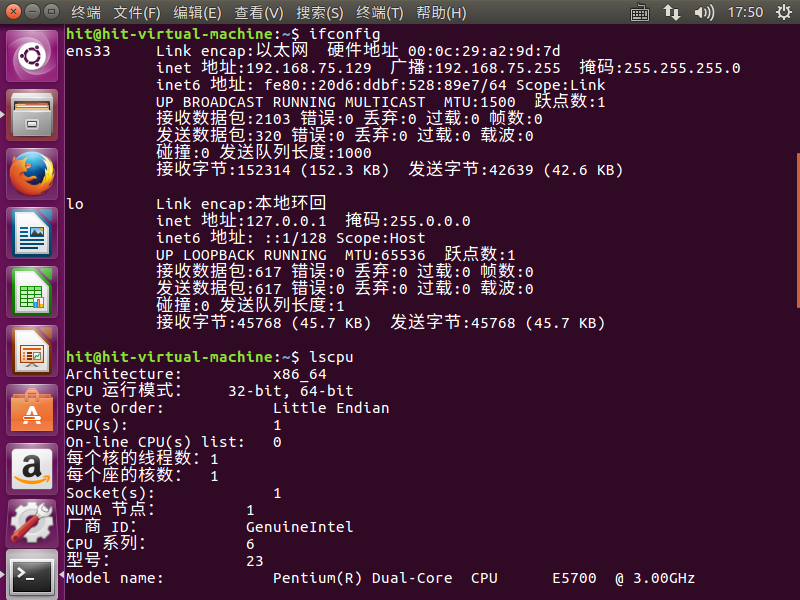 终端 文件(F) 编辑(E) 查看(V) 搜索(S) 终端(T) 帮助(H) 17:50
hit@hit-virtual-machine:~$ ifconfig
ens33 Link encap:以太网 硬件地址 00:0c:29:a2:9d:7d
inet 地址:192.168.75.129 广播:192.168.75.255 掩码:255.255.255.0
inet6 地址: fe80::20d6:ddbf:528:89e7/64 Scope:Link
UP BROADCAST RUNNING MULTICAST MTU:1500 跃点数:1
接收数据包:2103 错误:0 丢弃:0 过载:0 帧数:0
发送数据包:320 错误:0 丢弃:0 过载:0 载波:0
碰撞:0 发送队列长度:1000
接收字节:152314 (152.3 KB) 发送字节:42639 (42.6 KB)
lo Link encap:本地环回
inet 地址:127.0.0.1 掩码:255.0.0.0
inet6 地址: ::1/128 Scope:Host
UP LOOPBACK RUNNING MTU:65536 跃点数:1
接收数据包:617 错误:0 丢弃:0 过载:0 帧数:0
发送数据包:617 错误:0 丢弃:0 过载:0 载波:0
碰撞:0 发送队列长度:1
接收字节:45768 (45.7 KB) 发送字节:45768 (45.7 KB)
hit@hit-virtual-machine:~$ lscpu
Architecture: x86_64
CPU 运行模式: 32-bit, 64-bit
Byte Order: Little Endian
CPU(s): 1
On-line CPU(s) list: 0
每个核的线程数: 1
每个座的核数: 1
Socket(s): 1
NUMA 节点: 1
厂商 ID: GenuineIntel
CPU 系列: 6
型号: 23
Model name: Pentium(R) Dual-Core CPU E5700 @ 3.00GHz